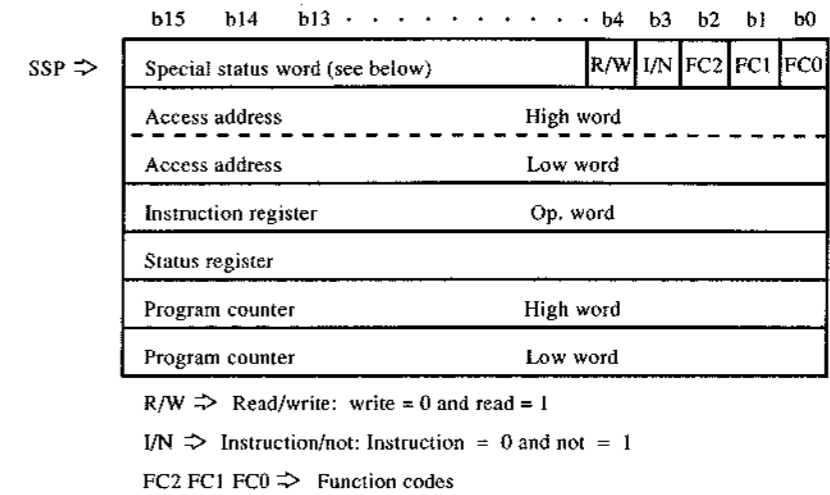 b15 b14 b13 · · · · · · · · · · b4 b3 b2 b1 b0
SSP ⇒ Special status word (see below) R/W I/N FC2 FC1 FC0
Access address High word
Access address Low word
Instruction register Op. word
Status register
Program counter High word
Program counter Low word
R/W ⇒ Read/write: write = 0 and read = 1
I/N ⇒ Instruction/not: Instruction = 0 and not = 1
FC2 FC1 FC0 ⇒ Function codes